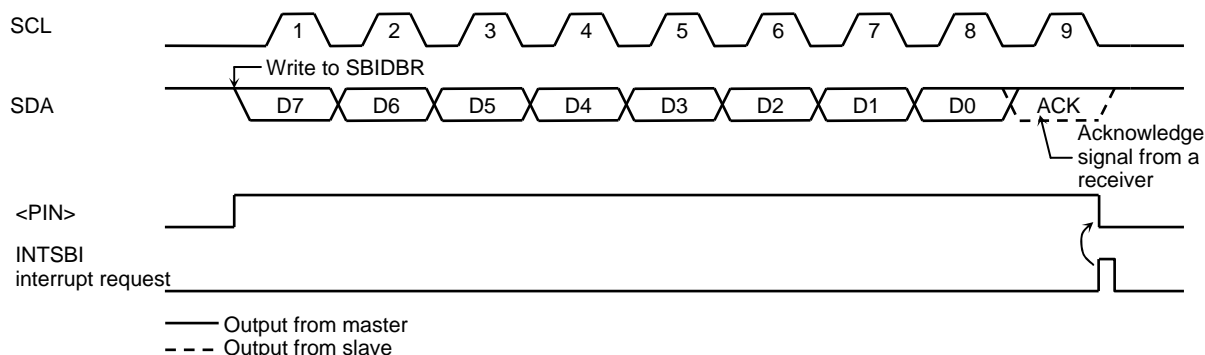 SCL
1 2 3 4 5 6 7 8 9
Write to SBIDBR
SDA
D7 D6 D5 D4 D3 D2 D1 D0 ACK
Acknowledge
signal from a
receiver
<PIN>
INTSBI
interrupt request
Output from master
Output from slave